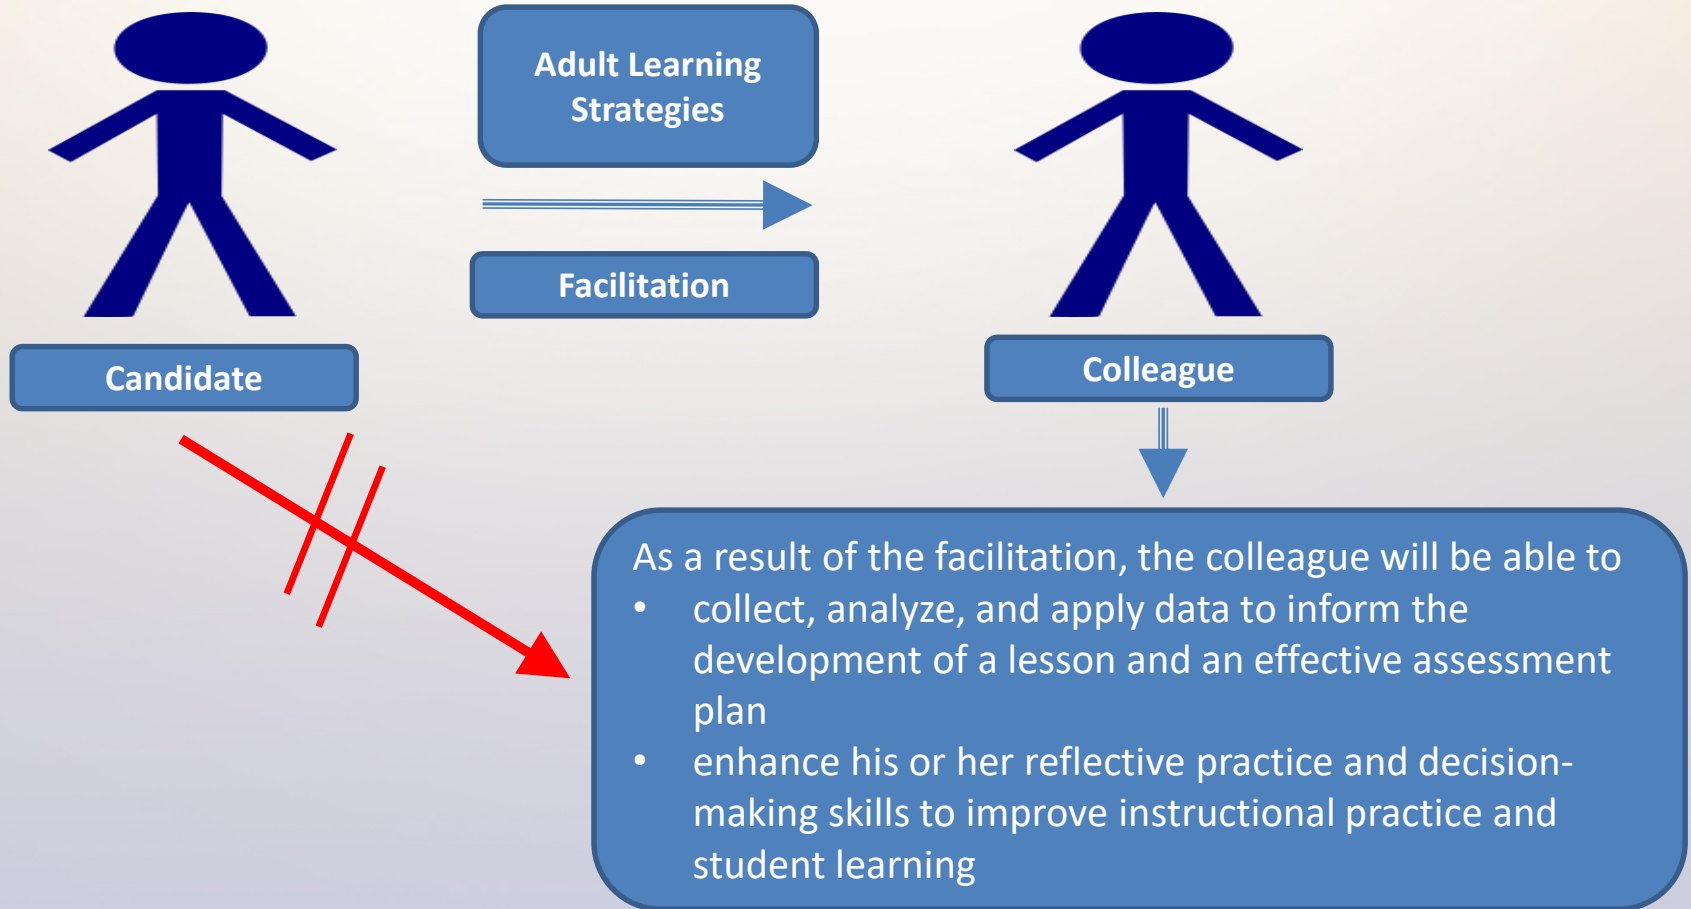 Adult Learning
Strategies
Facilitation
Candidate
Colleague
As a result of the facilitation, the colleague will be able to
• collect, analyze, and apply data to inform the
development of a lesson and an effective assessment
plan
• enhance his or her reflective practice and decision-
making skills to improve instructional practice and
student learning